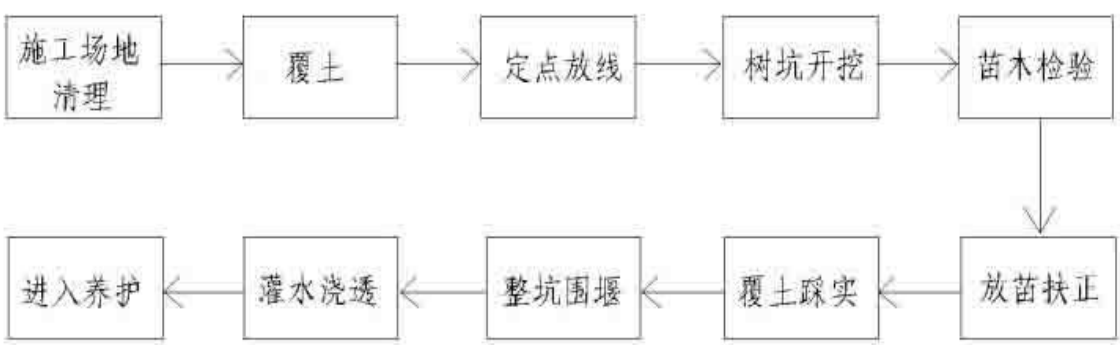 施工场地
清理
覆土
定点放线
树坑开挖
苗木检验
放苗扶正
覆土踩实
整坑围堰
灌水浇透
进入养护